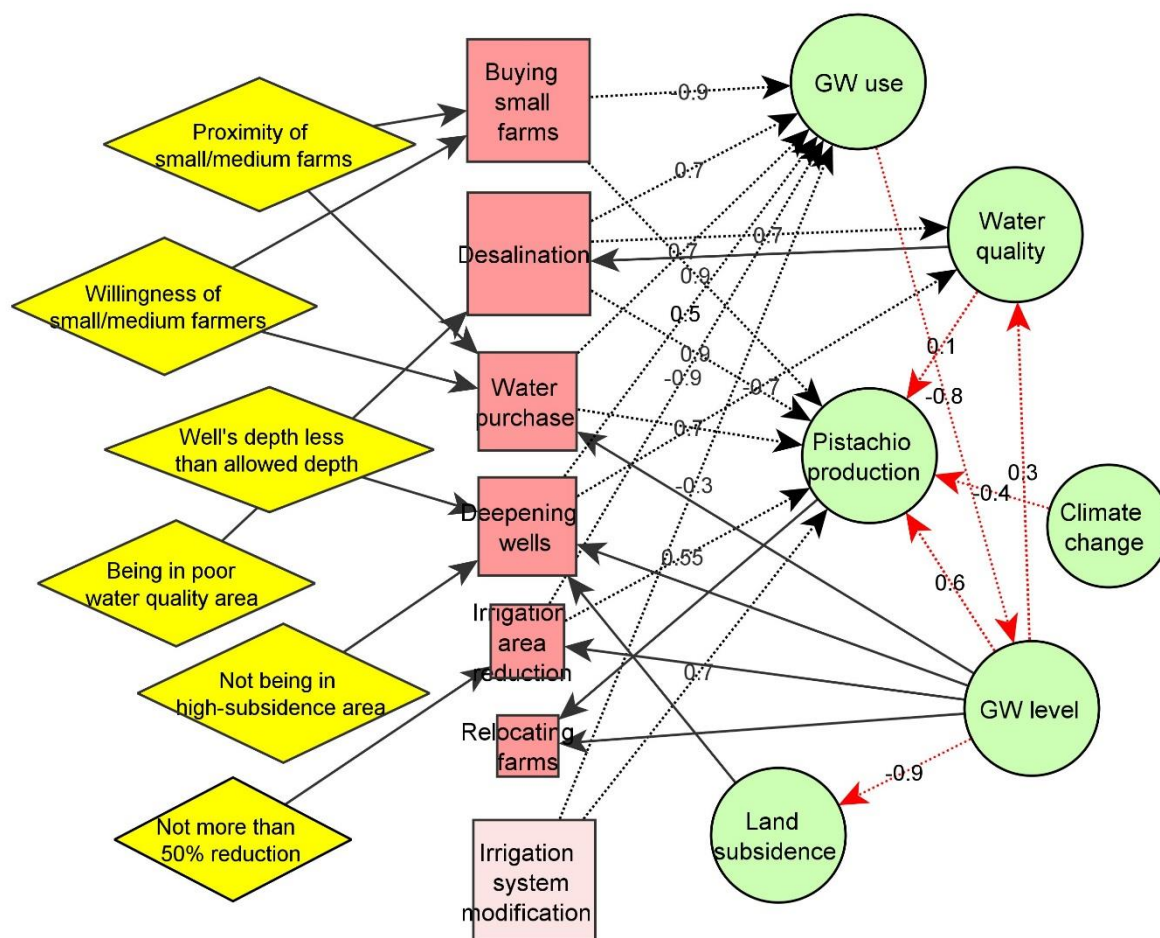 Proximity of
small/medium farms
Willingness of
small/medium farmers
Well's depth less
than allowed depth
Being in poor
water quality area
Not being in
high-subsidence area
Not more than
50% reduction
Buying
small
farms
Desalination
Water
purchase
Deepening
wells
Irrigation
area
reduction
Relocating
farms
Irrigation
system
modification
-0.9
0.7
0.7
0.7
0.9
0.5
0.9
-0.9
-0.7
0.7
-0.3
0.55
0.7
GW use
Water
quality
0.1
-0.8
Pistachio
production
0.3
-0.4
Climate
change
0.6
GW level
-0.9
Land
subsidence